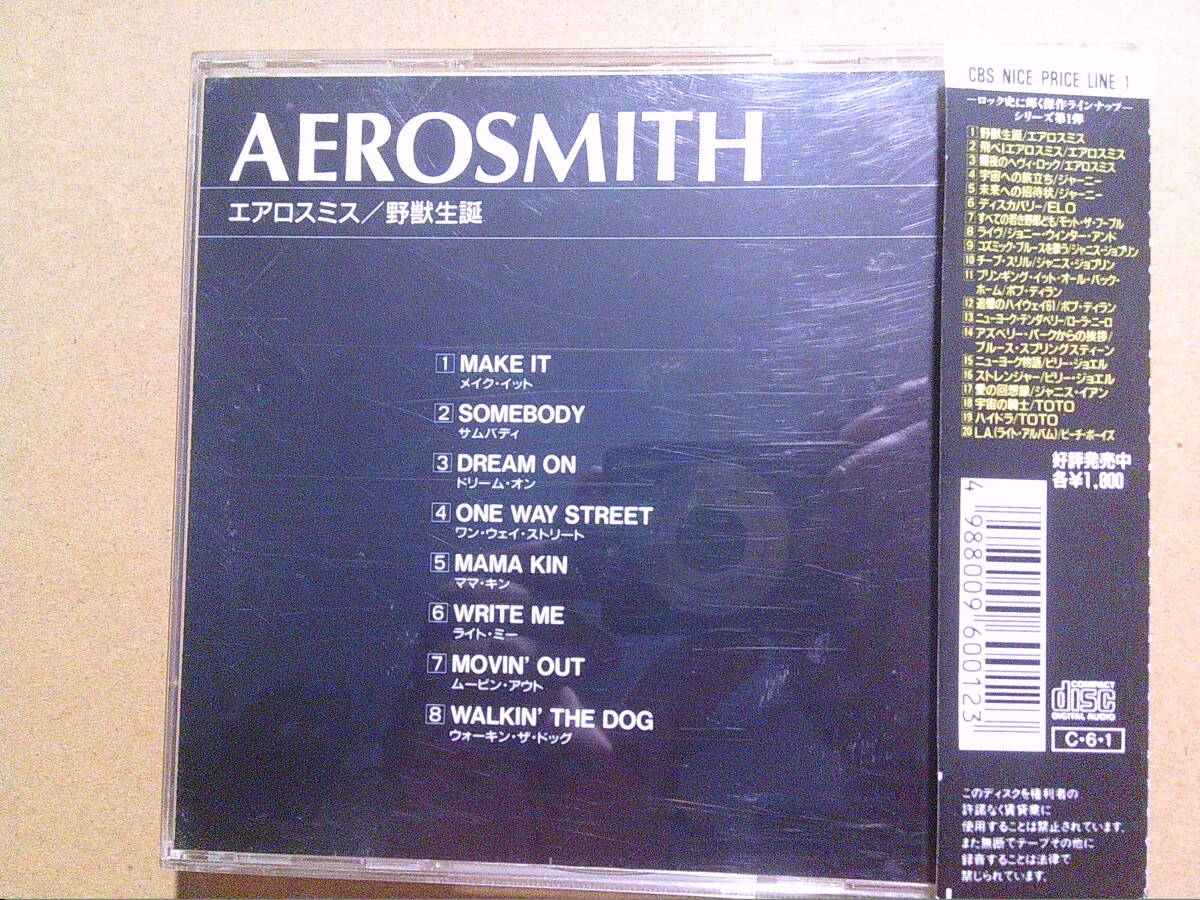 AEROSMITH
エアロスミス/野獣生誕
1 MAKE IT
メイク・イット
2 SOMEBODY
サムバディ
3 DREAM ON
ドリーム・オン
4 ONE WAY STREET
ワン・ウェイ・ストリート
5 MAMA KIN
ママ・キン
6 WRITE ME
ライト・ミー
7 MOVIN' OUT
ムービン・アウト
8 WALKIN' THE DOG
ウォーキン・ザ・ドッグ
CBS NICE PRICE LINE 1
―ロック史に輝く傑作ラインナップ―
シリーズ第1弾
1 野獣生誕/エアロスミス
2 飛べ!エアロスミス/エアロスミス
3 闇夜のヘヴィ・ロック/エアロスミス
4 宇宙への旅立ち/ジャーニー
5 未来への招待状/ジャーニー
6 ディスカバリー/ELO
7 すべての若き野郎ども/モット・ザ・フープル
8 ライヴ/ジョニー・ウィンター・アンド
9 コズミック・ブルースを歌う/ジャニス・ジョプリン
10 チープ・スリル/ジャニス・ジョプリン
11 ブリンギング・イット・オール・バック・
ホーム/ボブ・ディラン
12 追憶のハイウェイ61/ボブ・ディラン
13 ニューヨーク・テンダベリー/ローラ・ニーロ
14 アズベリー・パークからの挨拶/
ブルース・スプリングスティーン
15 ニューヨーク物語/ビリー・ジョエル
16 ストレンジャー/ビリー・ジョエル
17 愛の回想録/ジャニス・イアン
18 宇宙の騎士/TOTO
19 ハイドラ/TOTO
20 L.A.(ライト・アルバム)/ビーチ・ボーイズ
好評発売中
各¥1,800
4 988009 600123
COMPACT
disc
DIGITAL AUDIO
C・6・1
このディスクを権利者の
許諾なく賃貸業に
使用することは禁止されています。
また無断でテープその他に
録音することは法律で
禁じられています。